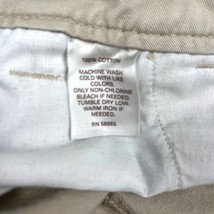 100% COTTON
MACHINE WASH
COLD WITH LIKE
COLORS.
ONLY NON-CHLORINE
BLEACH IF NEEDED.
TUMBLE DRY LOW.
WARM IRON IF
NEEDED.
RN 58665